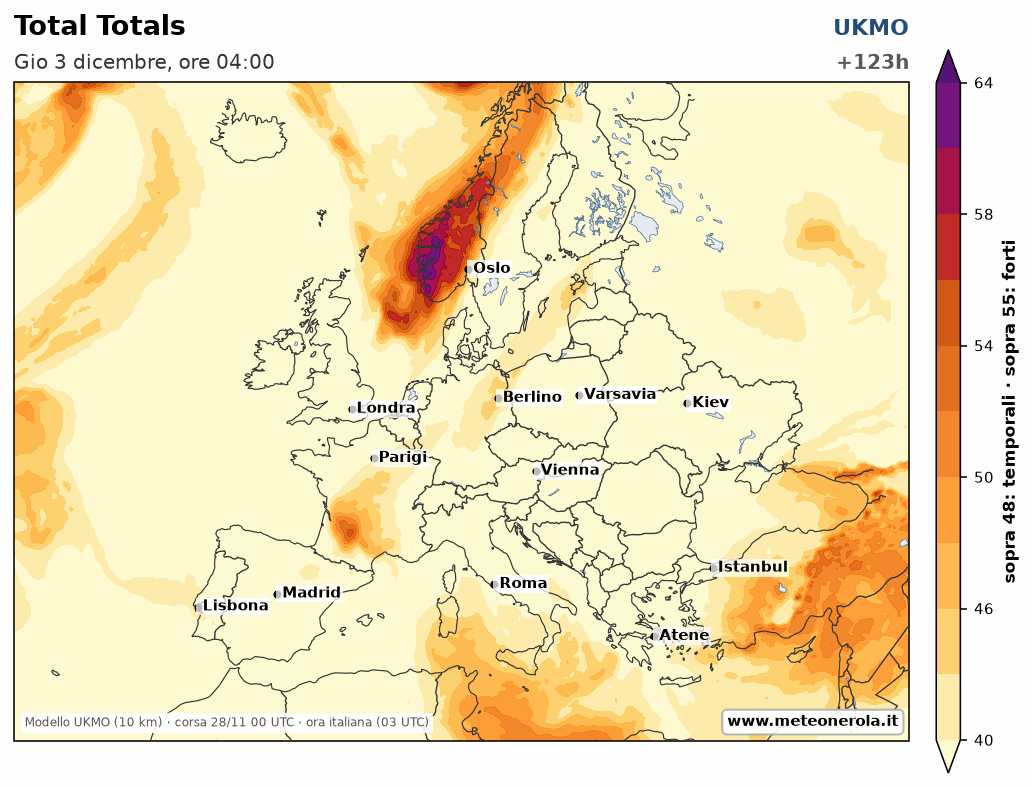 Total Totals
UKMO
Gio 3 dicembre, ore 04:00
+123h
64
58
54
50
46
40
sopra 48: temporali · sopra 55: forti
Oslo
Londra
Berlino
Varsavia
Kiev
Parigi
Vienna
Istanbul
Roma
Madrid
Lisbona
Atene
Modello UKMO (10 km) · corsa 28/11 00 UTC · ora italiana (03 UTC)
www.meteonerola.it